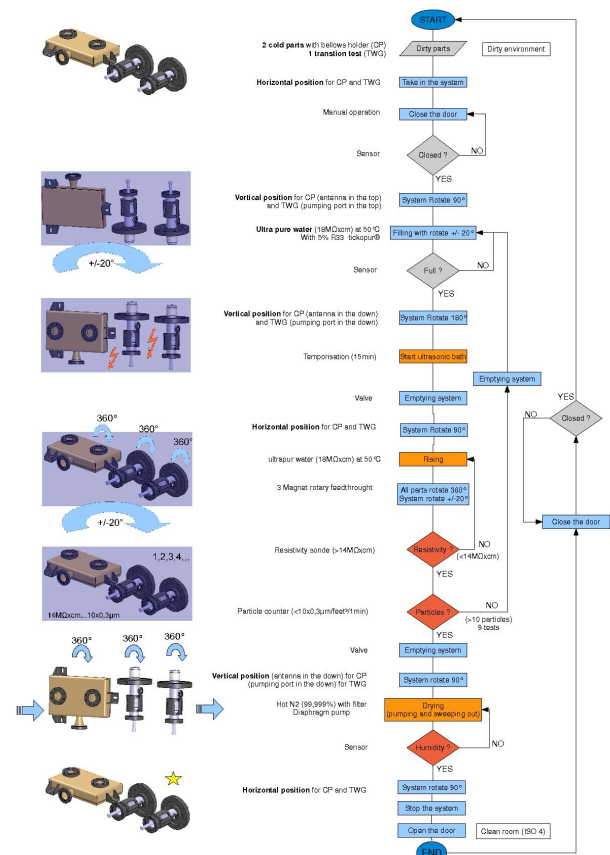 START
2 cold parts with bellows holder (CP)
1 transtion test (TWG)
Dirty parts
Dirty environment
Horizontal position for CP and TWG
Take in the system
Manual operation
Close the door
Sensor
Closed ?
NO
YES
Vertical position for CP (antenna in the top)
and TWG (pumping port in the top)
System Rotate 90°
Ultra pure water (18MΩxcm) at 50 °C
With 5% R33 tickopur®
Filling with rotate +/- 20°
+/-20°
Sensor
Full ?
NO
YES
Vertical position for CP (antenna in the down)
and TWG (pumping port in the down)
System Rotate 180°
Temporisation (15min)
Start ultrasonic bath
Emptying system
Valve
Emptying system
YES
Closed ?
NO
360°
360°
360°
Horizontal position for CP and TWG
System Rotate 90°
ultrapur water (18MΩxcm) at 50 °C
Rising
3 Magnet rotary feedthrought
All parts rotate 360°
System rotate +/-20°
+/-20°
Close the door
Resistivity sonde (>14MΩxcm)
Resistivity ?
NO
(<14MΩxcm)
YES
1,2,3,4,,,
14MΩxcm...10x0,3µm
Particle counter (<10x0,3µm/feet³/1min)
Particles ?
NO
(>10 particles)
9 tests
YES
360°
360°
360°
Valve
Emptying system
Vertical position (antenna in the down) for CP
(pumping port in the down) for TWG
System rotate 90°
Hot N2 (99,999%) with filter
Diaphragm pump
Drying
(pumping and sweeping out)
Sensor
Humidity ?
NO
YES
Horizontal position for CP and TWG
System rotate 90°
Stop the system
Open the door
Clean room (ISO 4)
END